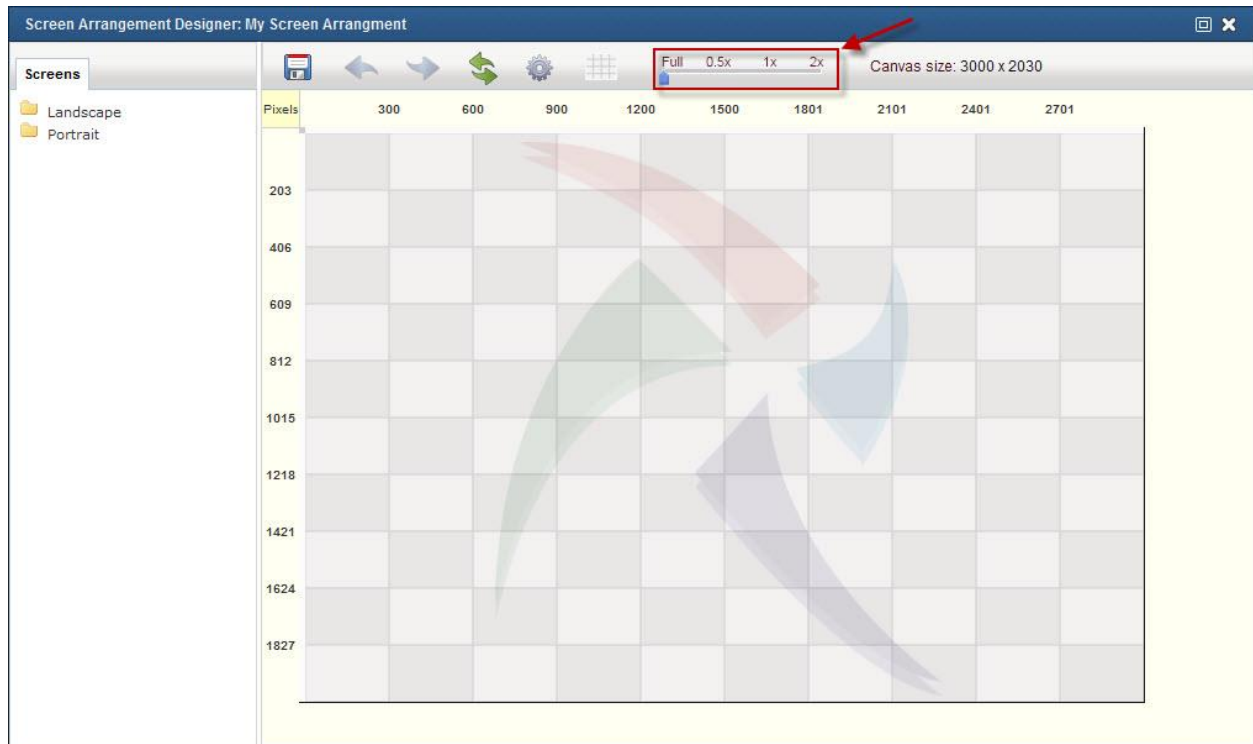 Screen Arrangement Designer: My Screen Arrangment
Screens
Landscape
Portrait
Full 0.5x 1x 2x
Canvas size: 3000 x 2030
Pixels 300 600 900 1200 1500 1801 2101 2401 2701
203
406
609
812
1015
1218
1421
1624
1827